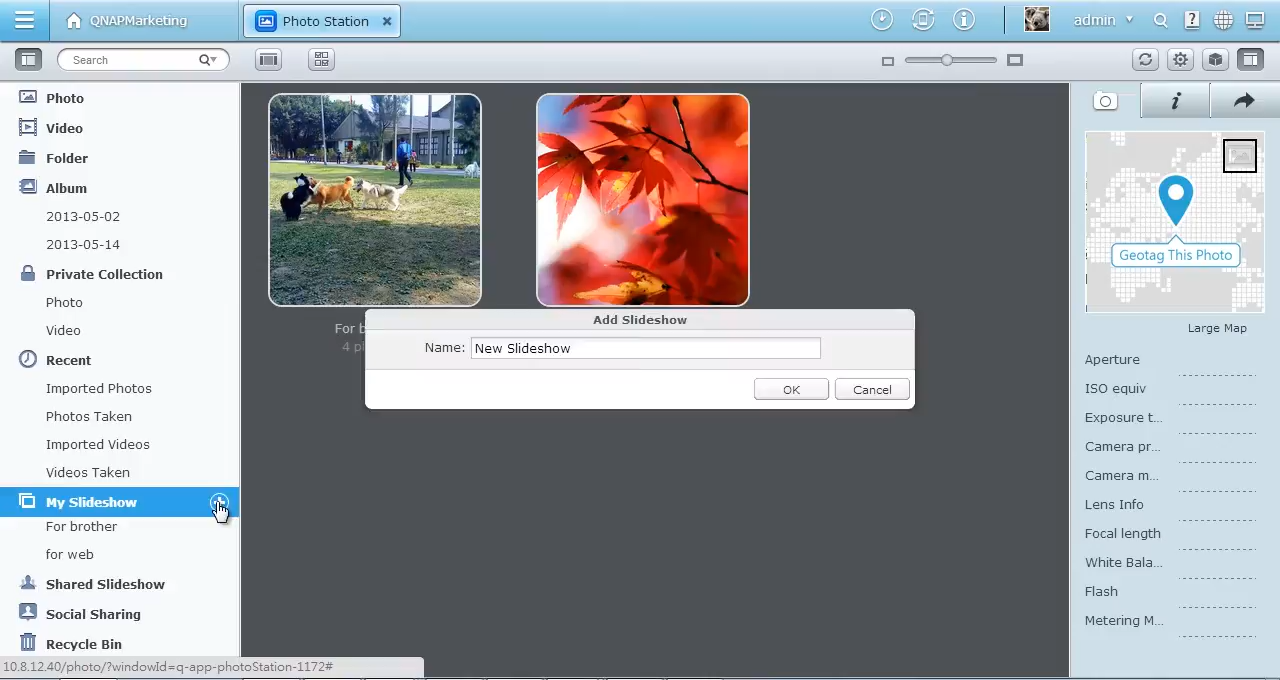 QNAPMarketing
Photo Station
admin
Search
Photo
Video
Folder
Album
2013-05-02
2013-05-14
Private Collection
Photo
Video
Recent
Imported Photos
Photos Taken
Imported Videos
Videos Taken
My Slideshow
For brother
for web
Shared Slideshow
Social Sharing
Recycle Bin
10.8.12.40/photo/?windowId=q-app-photoStation-1172#
For b
4 p
Add Slideshow
Name: New Slideshow
OK Cancel
Geotag This Photo
Large Map
Aperture
ISO equiv
Exposure t...
Camera pr...
Camera m...
Lens Info
Focal length
White Bala...
Flash
Metering M...